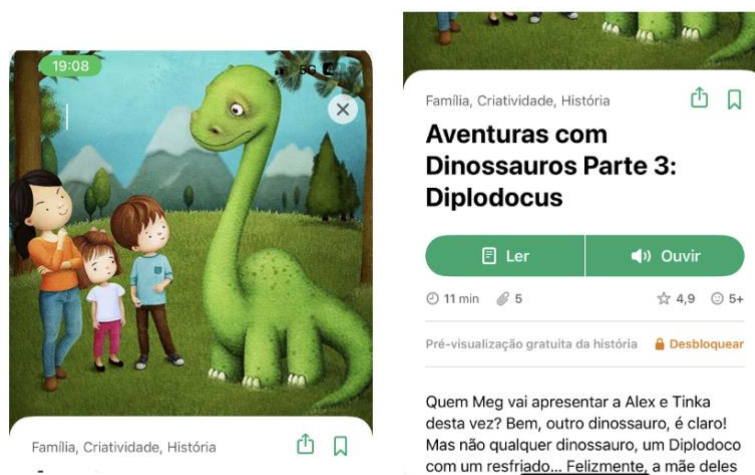 19:08
5G
Família, Criatividade, História
Família, Criatividade, História
Aventuras com
Dinossauros Parte 3:
Diplodocus
Ler
Ouvir
11 min
5
4,9
5+
Pré-visualização gratuita da história
Desbloquear
Quem Meg vai apresentar a Alex e Tinka
desta vez? Bem, outro dinossauro, é claro!
Mas não qualquer dinossauro, um Diplodoco
com um resfriado... Felizmente, a mãe deles